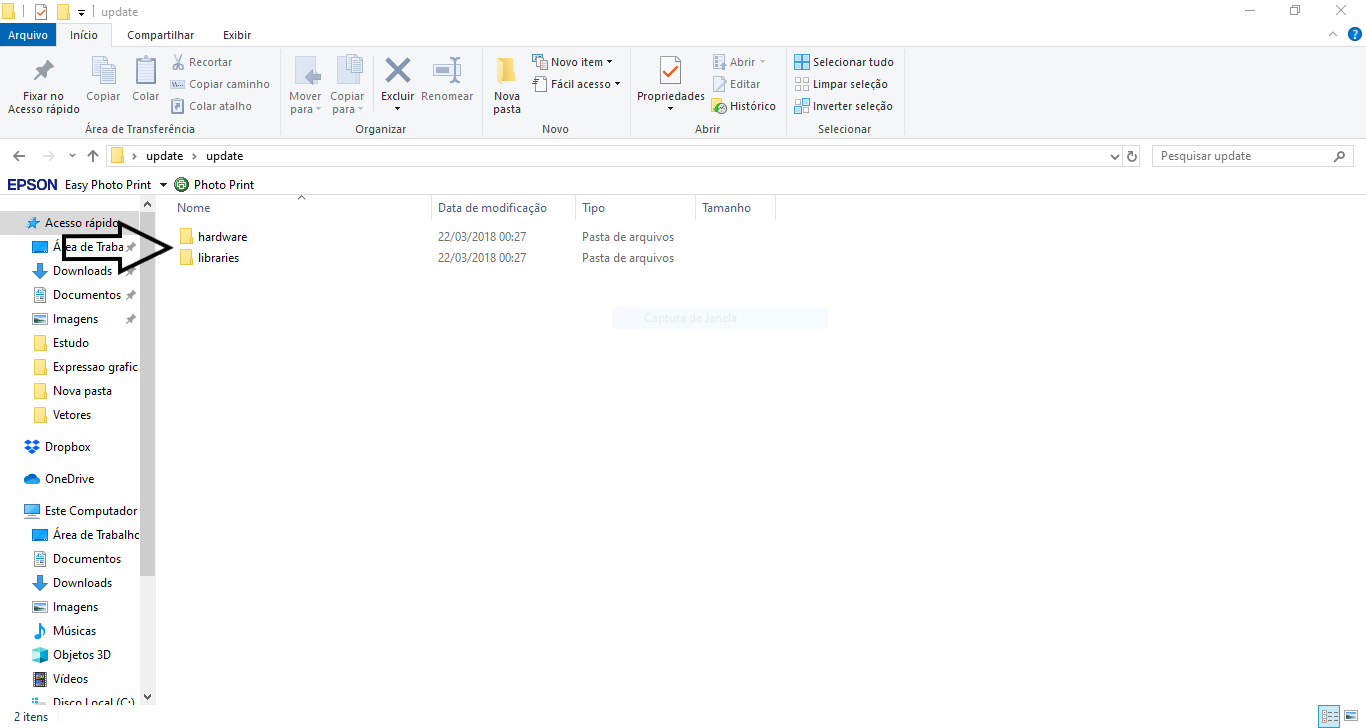 update
Arquivo Início Compartilhar Exibir
Fixar no
Acesso rápido
Copiar
Colar
Recortar
Copiar caminho
Colar atalho
Área de Transferência
Mover
para
Copiar
para
Excluir
Renomear
Organizar
Nova
pasta
Novo item
Fácil acesso
Novo
Propriedades
Abrir
Editar
Histórico
Abrir
Selecionar tudo
Limpar seleção
Inverter seleção
Selecionar
update > update
Pesquisar update
EPSON Easy Photo Print Photo Print
Nome Data de modificação Tipo Tamanho
hardware 22/03/2018 00:27 Pasta de arquivos
libraries 22/03/2018 00:27 Pasta de arquivos
Captura de Janela
Acesso rápido
Área de Traba
Downloads
Documentos
Imagens
Estudo
Expressao grafic
Nova pasta
Vetores
Dropbox
OneDrive
Este Computador
Área de Trabalho
Documentos
Downloads
Imagens
Músicas
Objetos 3D
Vídeos
Disco Local (C:)
2 itens